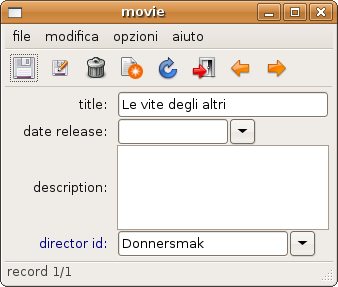 movie
file modifica opzioni aiuto
title: Le vite degli altri
date release:
description:
director id: Donnersmak
record 1/1